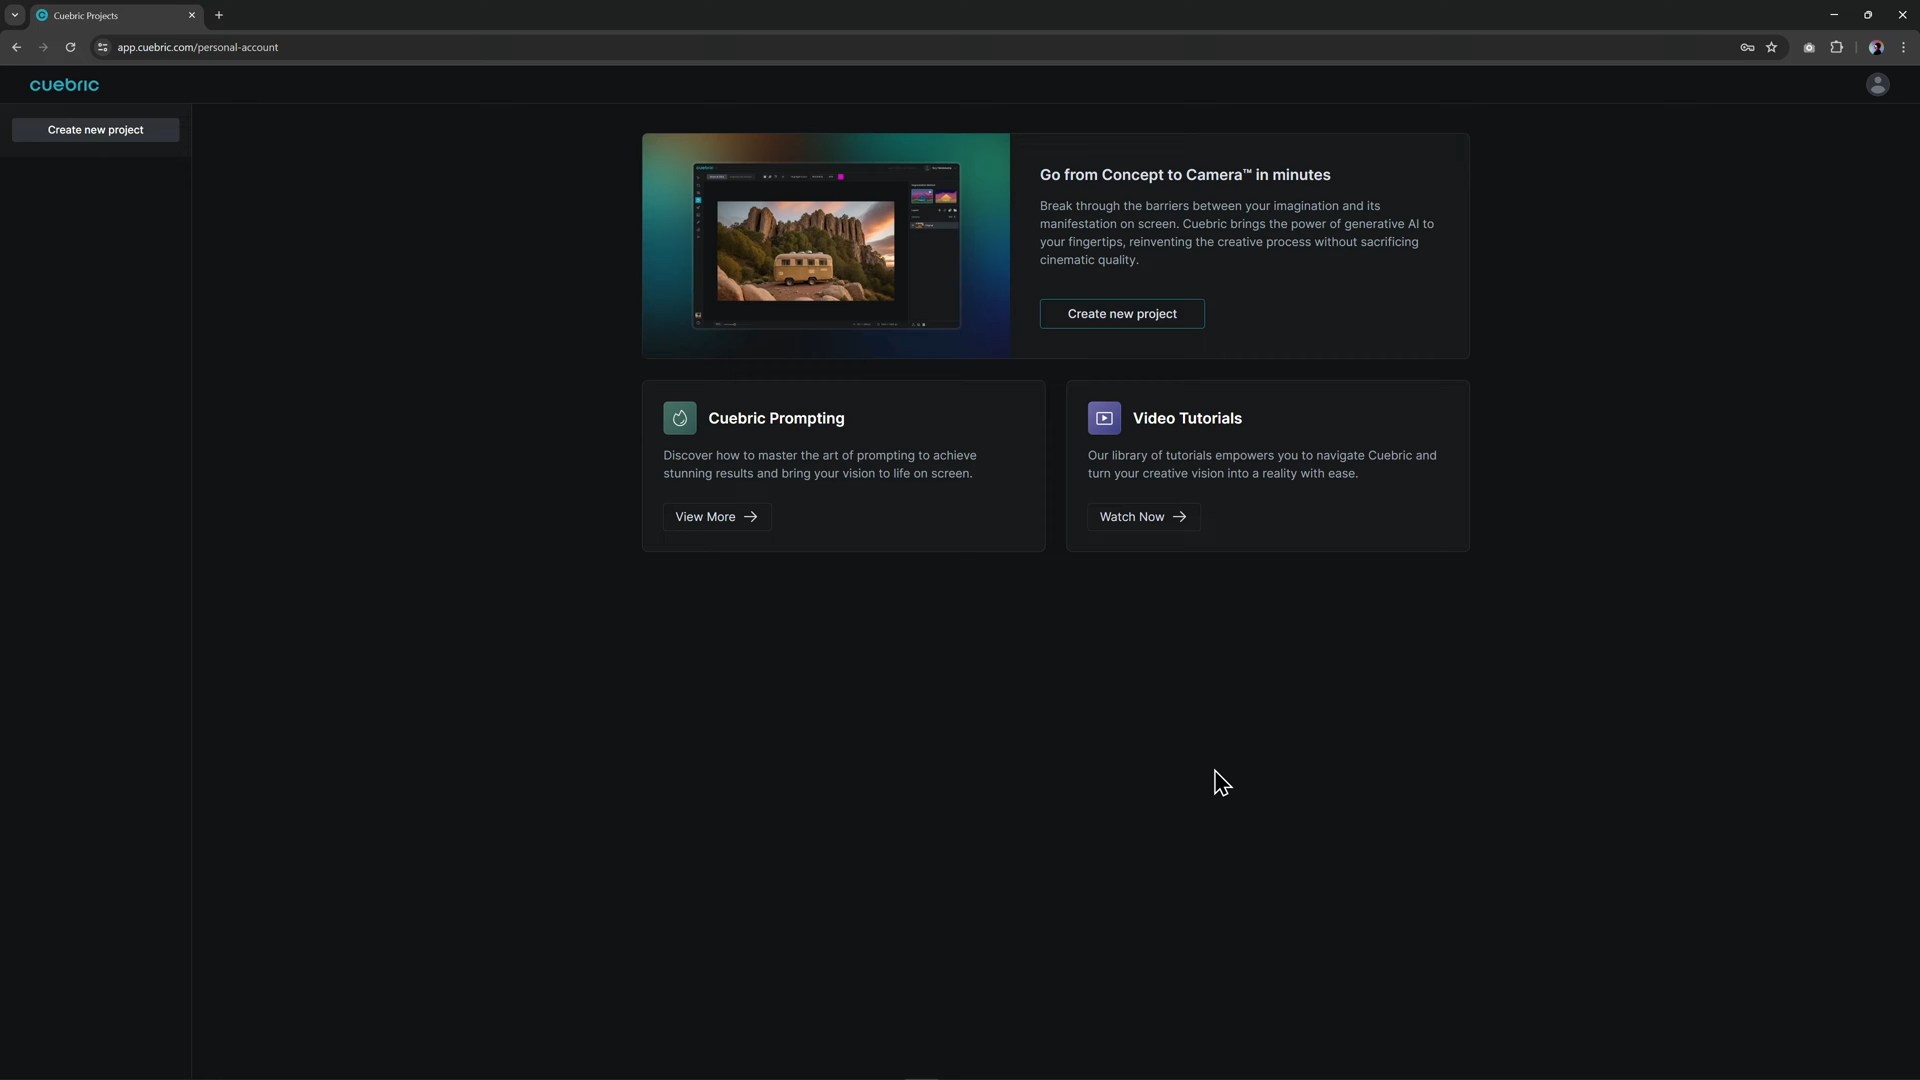 Cuebric Projects
app.cuebric.com/personal-account
cuebric
Create new project
Go from Concept to Camera™ in minutes
Break through the barriers between your imagination and its
manifestation on screen. Cuebric brings the power of generative AI to
your fingertips, reinventing the creative process without sacrificing
cinematic quality.
Create new project
Cuebric Prompting
Discover how to master the art of prompting to achieve
stunning results and bring your vision to life on screen.
View More
Video Tutorials
Our library of tutorials empowers you to navigate Cuebric and
turn your creative vision into a reality with ease.
Watch Now